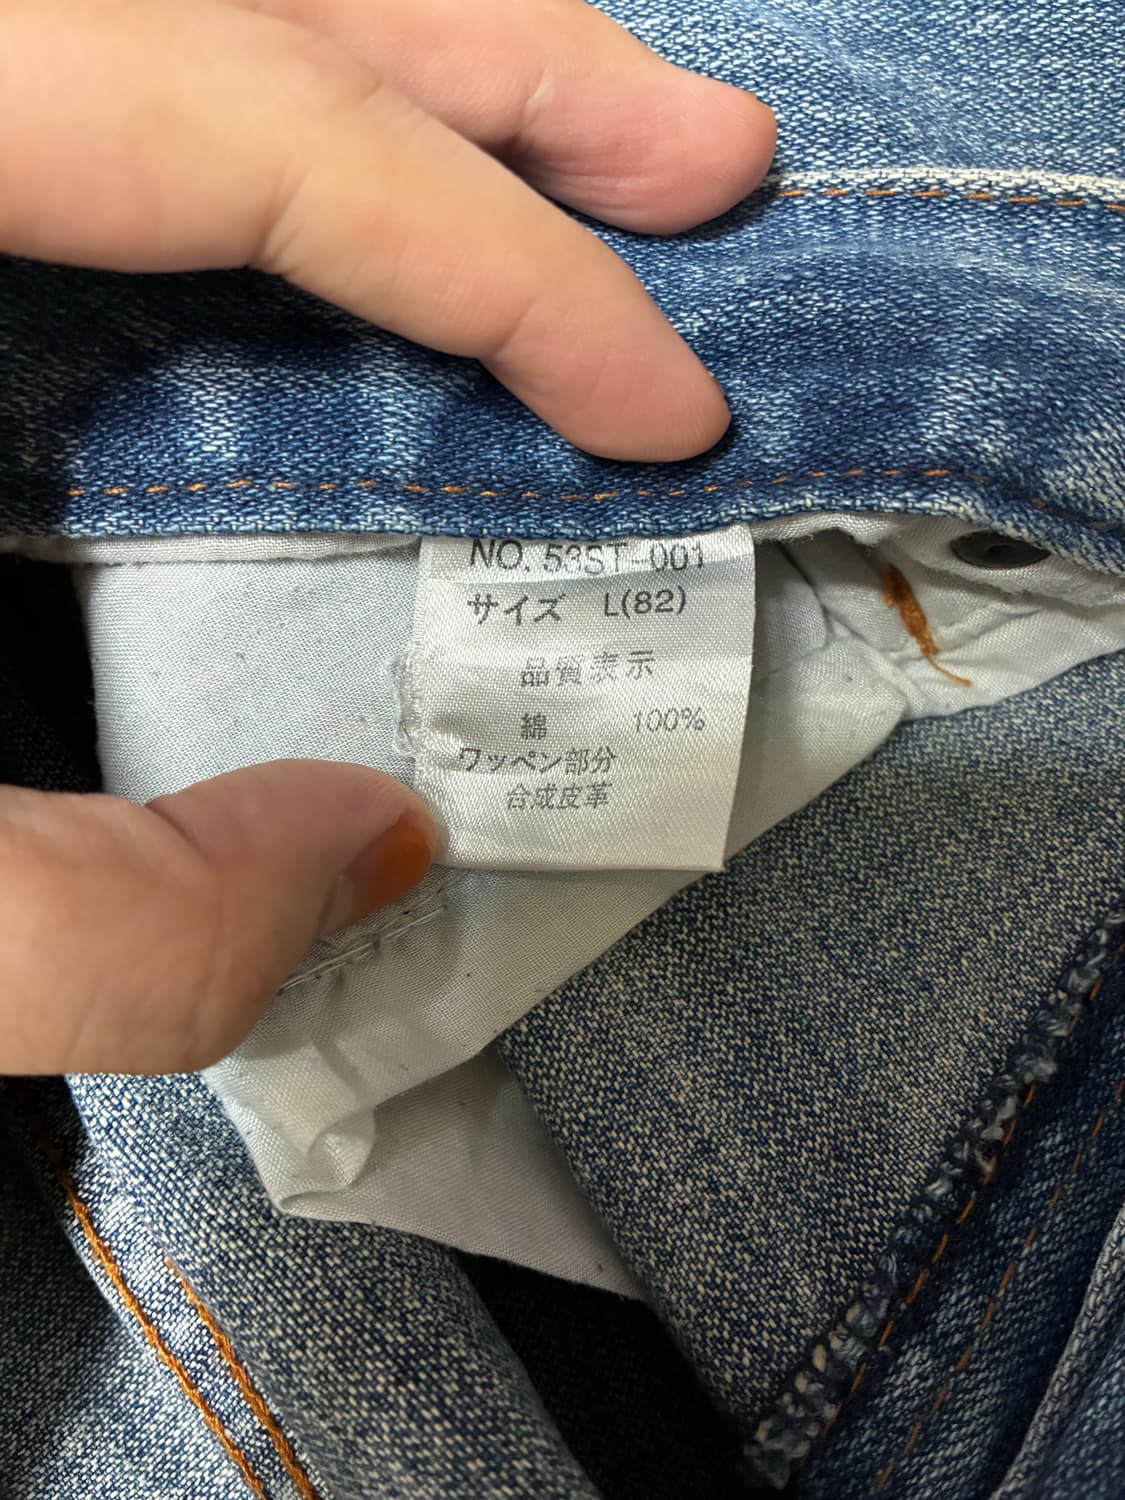 NO. 53ST-001
サイズ L(82)
品質表示
綿 100%
ワッペン部分
合成皮革